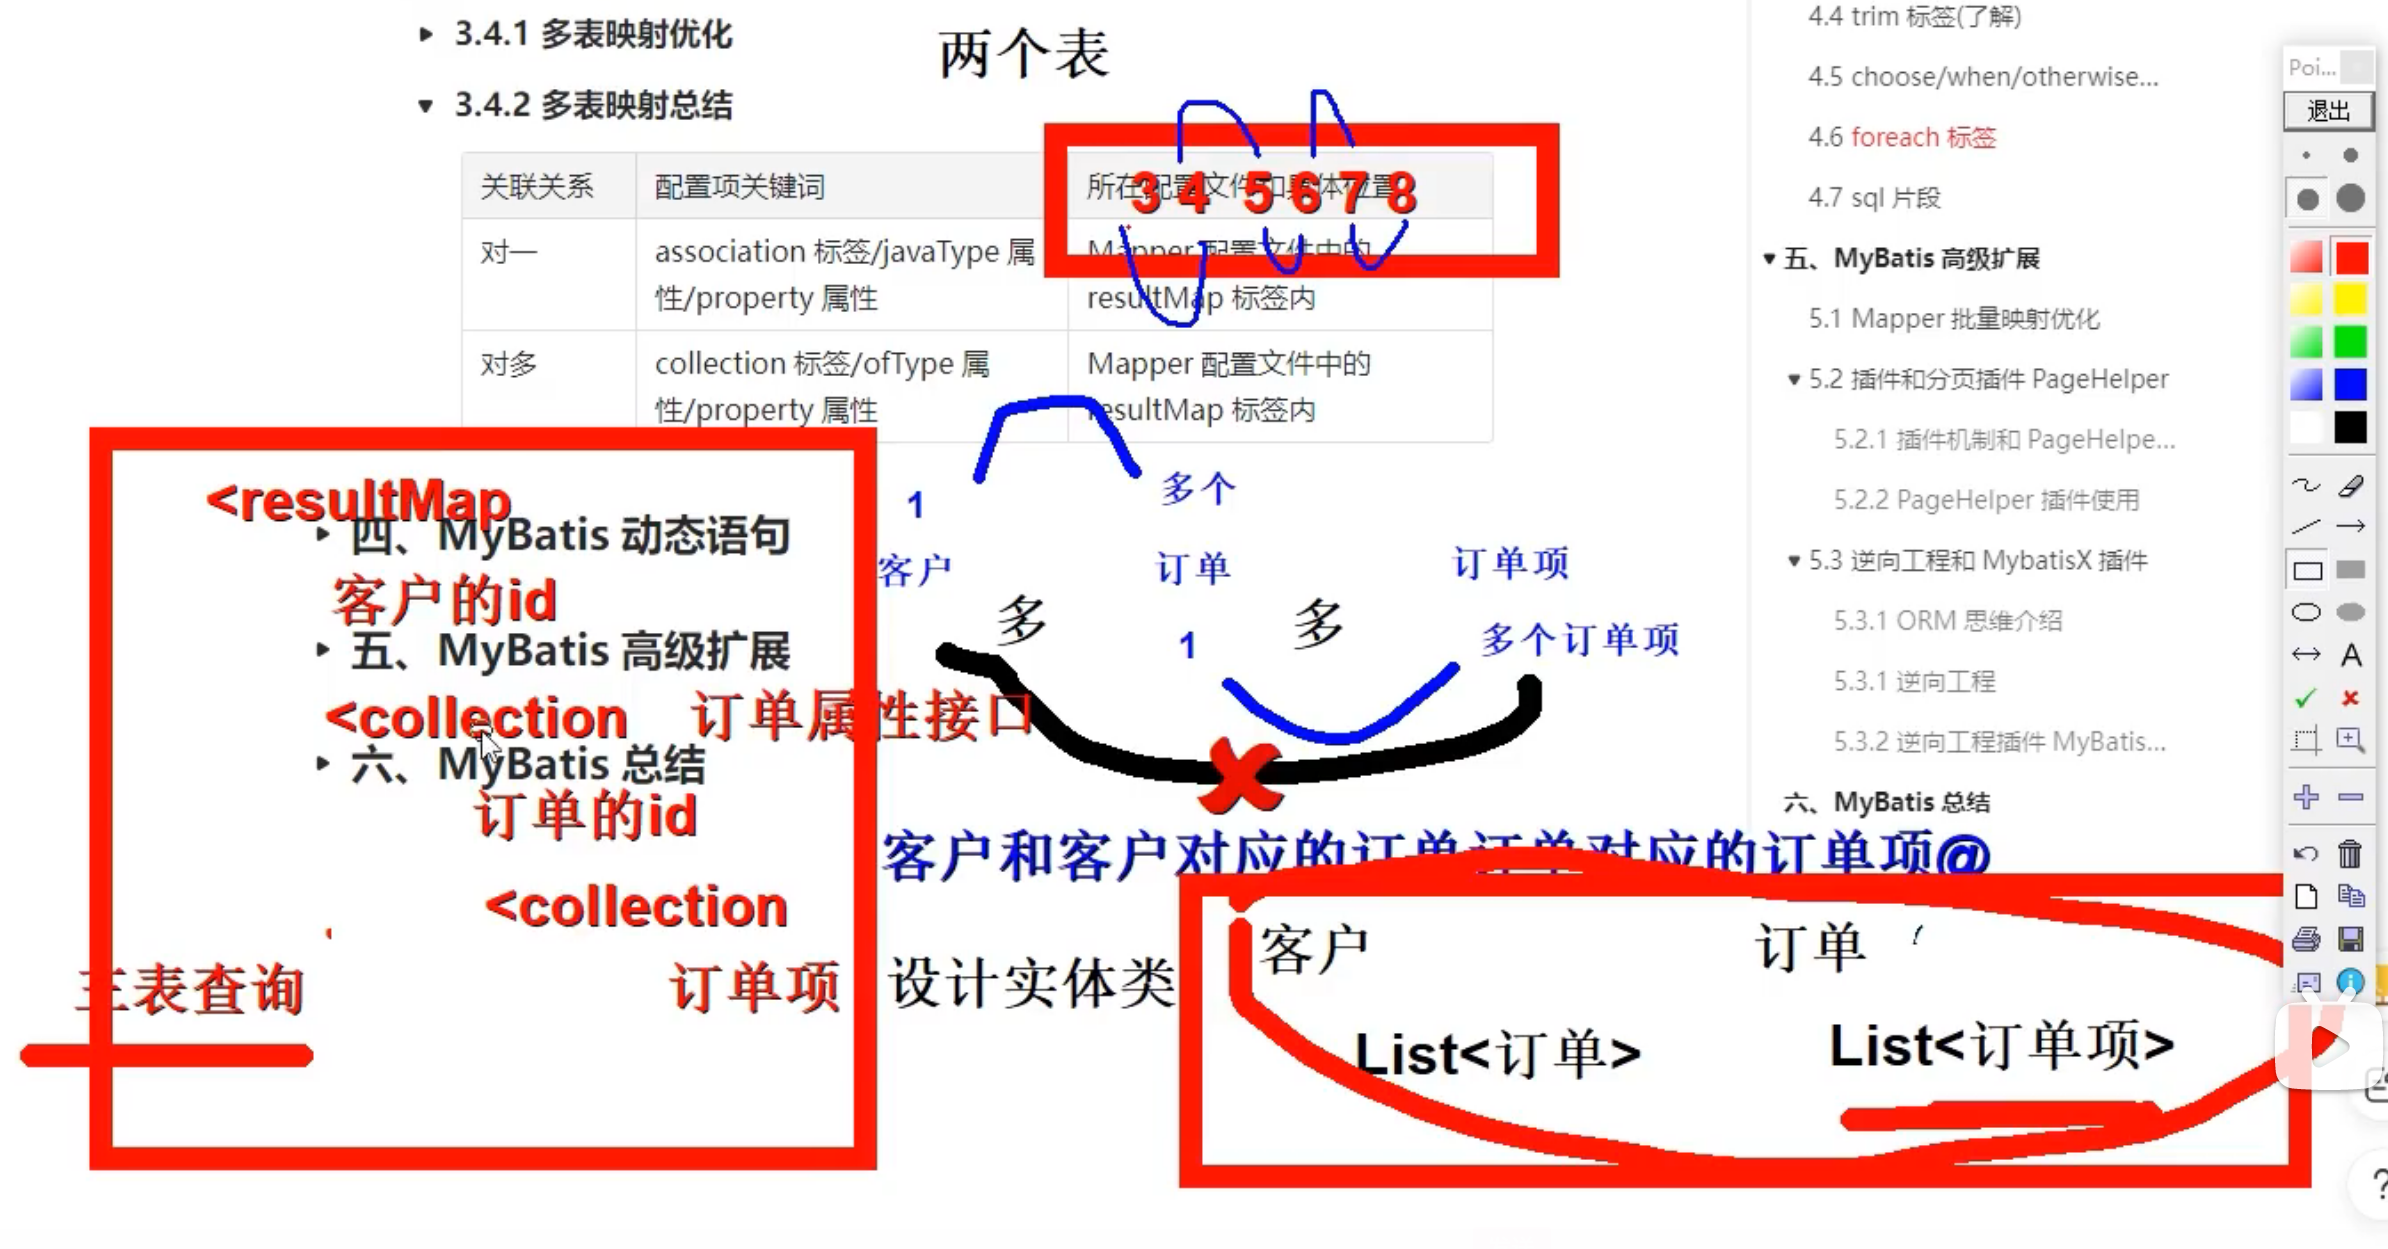 3.4.1 多表映射优化
两个表
3.4.2 多表映射总结
关联关系
配置项关键词
所在配置文件和具体位置
3 4 5 6 7 8
对一
association 标签/javaType 属
性/property 属性
Mapper 配置文件中的
resultMap 标签内
对多
collection 标签/ofType 属
性/property 属性
Mapper 配置文件中的
resultMap 标签内
<resultMap
四、MyBatis 动态语句
客户的id
五、MyBatis 高级扩展
<collection 订单属性接口
六、MyBatis 总结
订单的id
<collection
三表查询
订单项
1
多个
客户
订单
订单项
多
多
1
多个订单项
客户和客户对应的订单订单对应的订单项@
设计实体类
客户
订单
List<订单>
List<订单项>
4.4 trim 标签(了解)
4.5 choose/when/otherwise...
4.6 foreach 标签
4.7 sql 片段
五、MyBatis 高级扩展
5.1 Mapper 批量映射优化
5.2 插件和分页插件 PageHelper
5.2.1 插件机制和 PageHelpe...
5.2.2 PageHelper 插件使用
5.3 逆向工程和 MybatisX 插件
5.3.1 ORM 思维介绍
5.3.1 逆向工程
5.3.2 逆向工程插件 MyBatis...
六、MyBatis 总结
Poi...
退出
A
?